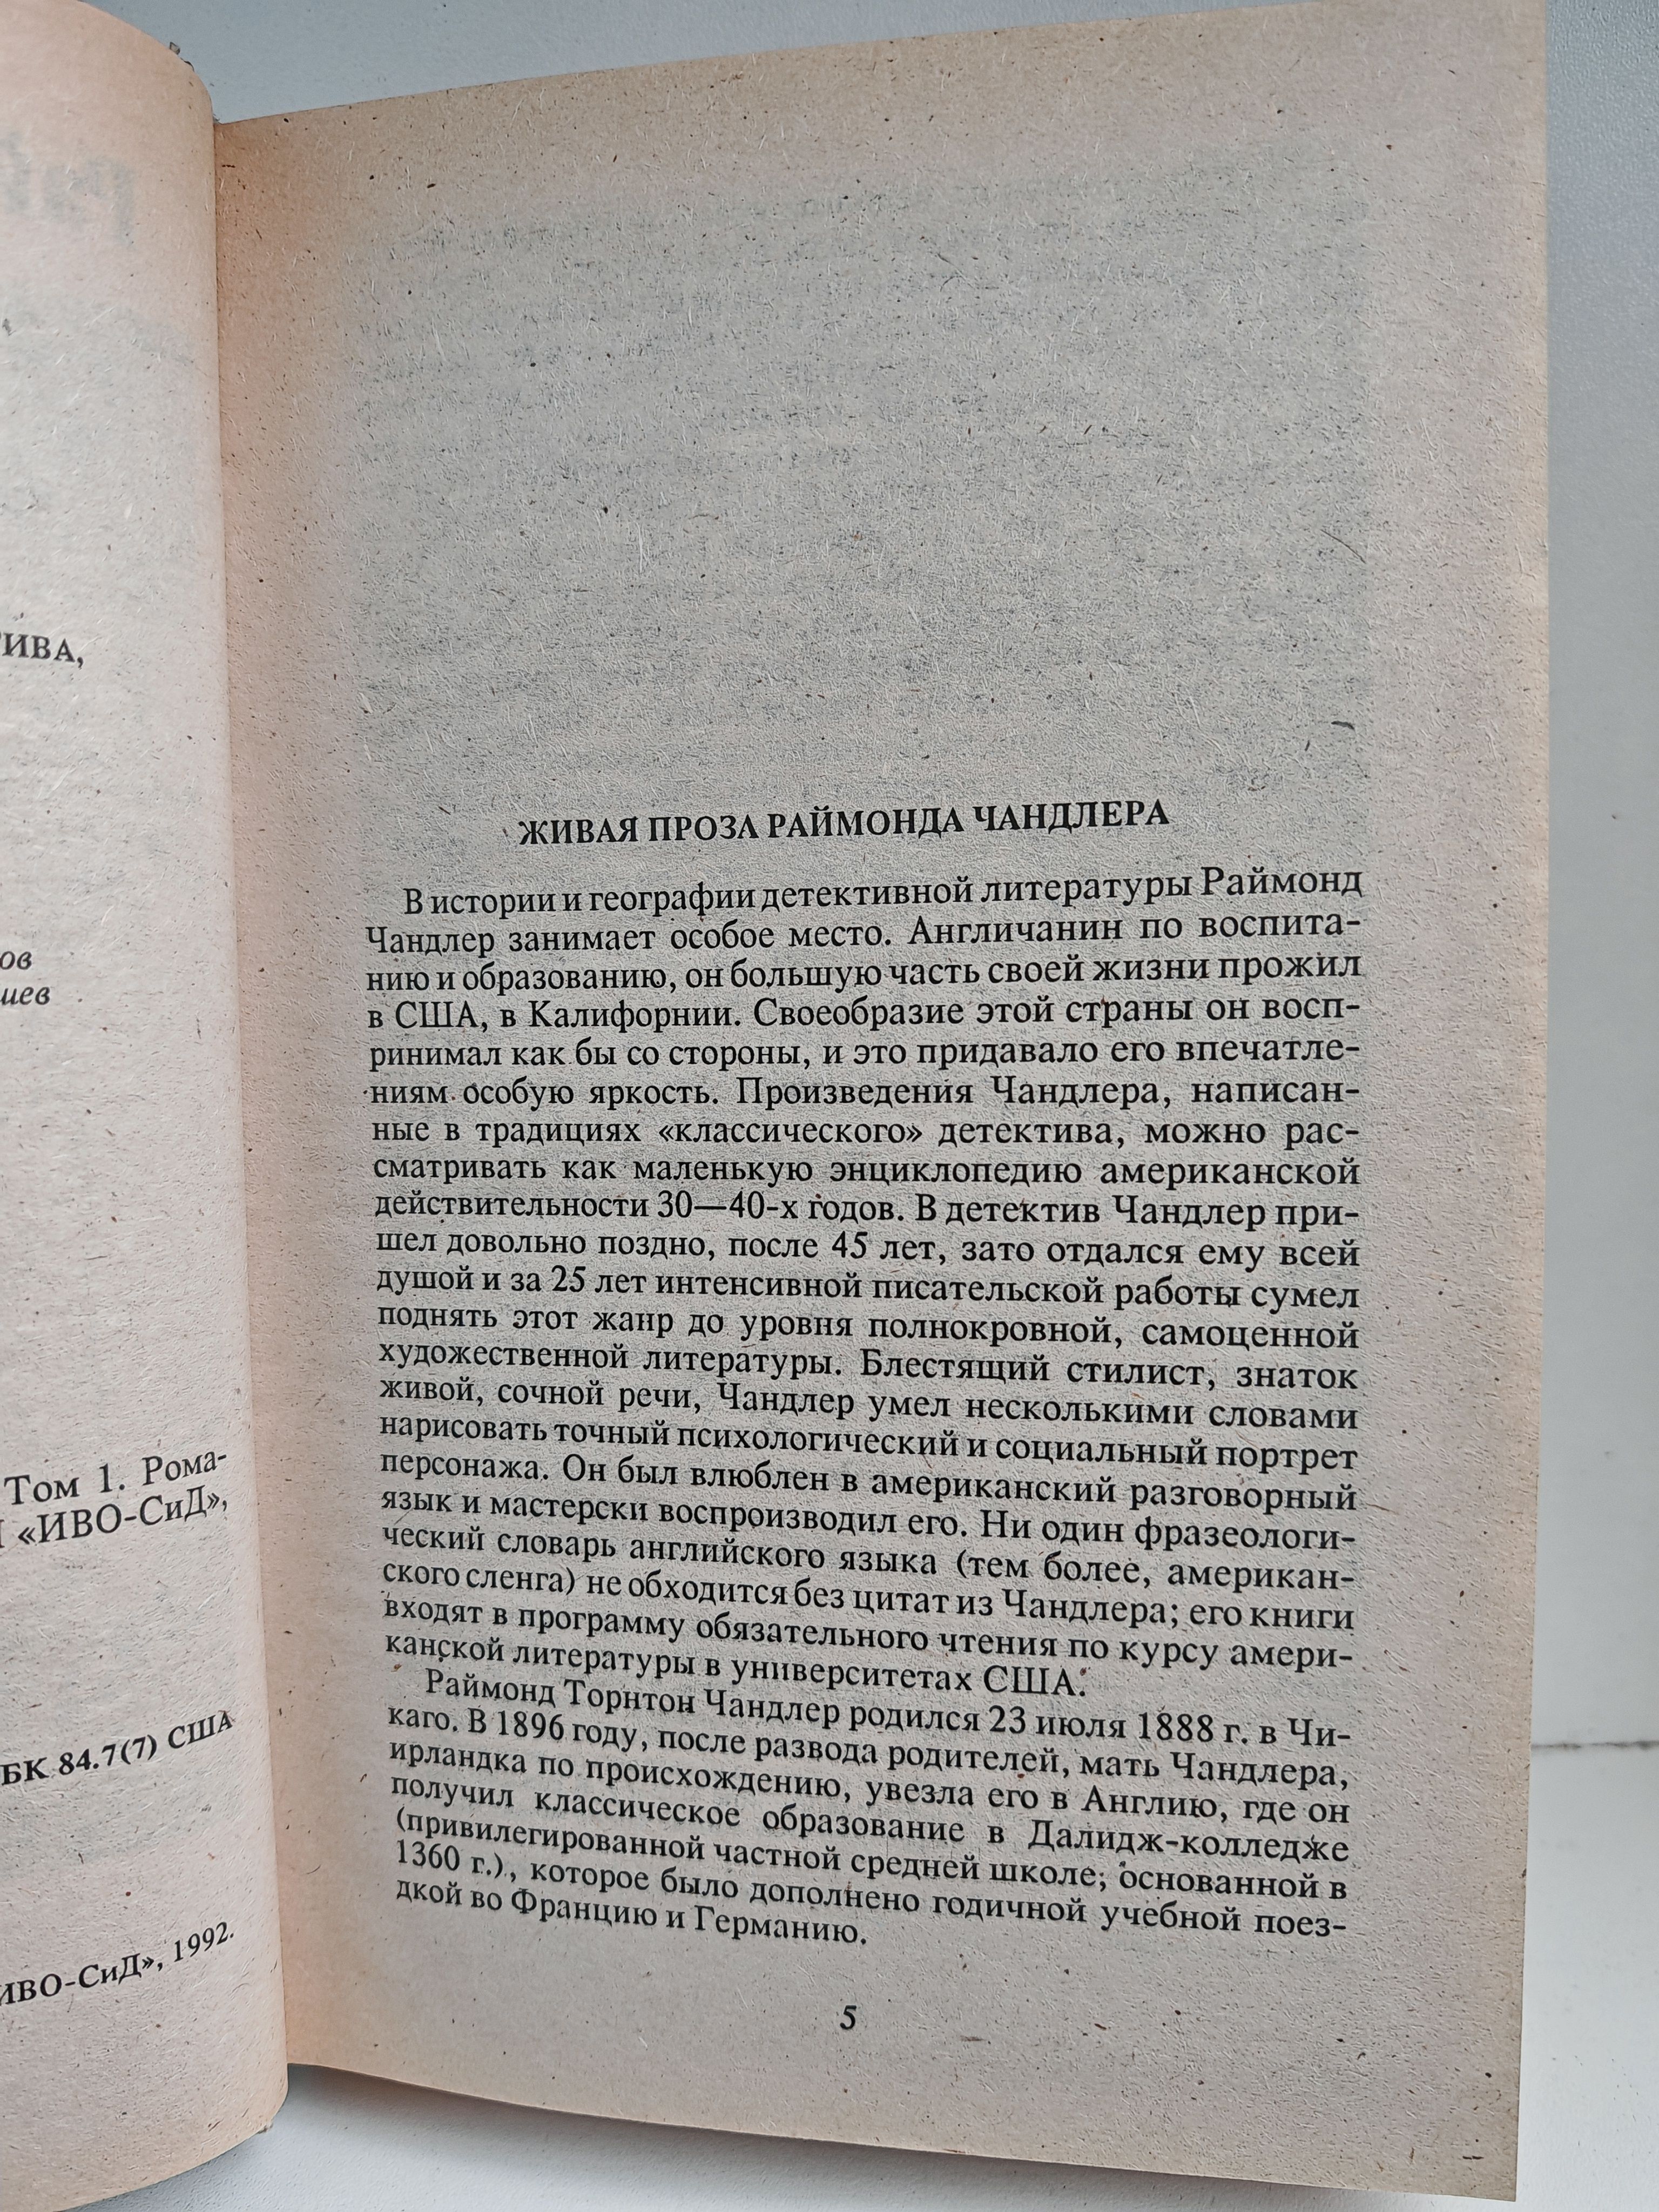 ТИВА,
ов
шев
Том 1. Рома-
«ИВО-СиД»,
БК 84.7(7) США
ИВО-СиД», 1992.
ЖИВАЯ ПРОЗА РАЙМОНДА ЧАНДЛЕРА
В истории и географии детективной литературы Раймонд
Чандлер занимает особое место. Англичанин по воспита-
нию и образованию, он большую часть своей жизни прожил
в США, в Калифорнии. Своеобразие этой страны он восп-
ринимал как бы со стороны, и это придавало его впечатле-
ниям особую яркость. Произведения Чандлера, написан-
ные в традициях «классического» детектива, можно рас-
сматривать как маленькую энциклопедию американской
действительности 30—40-х годов. В детектив Чандлер при-
шел довольно поздно, после 45 лет, зато отдался ему всей
душой и за 25 лет интенсивной писательской работы сумел
поднять этот жанр до уровня полнокровной, самоценной
художественной литературы. Блестящий стилист, знаток
живой, сочной речи, Чандлер умел несколькими словами
нарисовать точный психологический и социальный портрет
персонажа. Он был влюблен в американский разговорный
язык и мастерски воспроизводил его. Ни один фразеологи-
ческий словарь английского языка (тем более, американ-
ского сленга) не обходится без цитат из Чандлера; его книги
входят в программу обязательного чтения по курсу амери-
канской литературы в университетах США.
Раймонд Торнтон Чандлер родился 23 июля 1888 г. в Чи-
каго. В 1896 году, после развода родителей, мать Чандлера,
ирландка по происхождению, увезла его в Англию, где он
получил классическое образование в Далидж-колледже
(привилегированной частной средней школе, основанной в
1360 г.), которое было дополнено годичной учебной поез-
дкой во Францию и Германию.
5